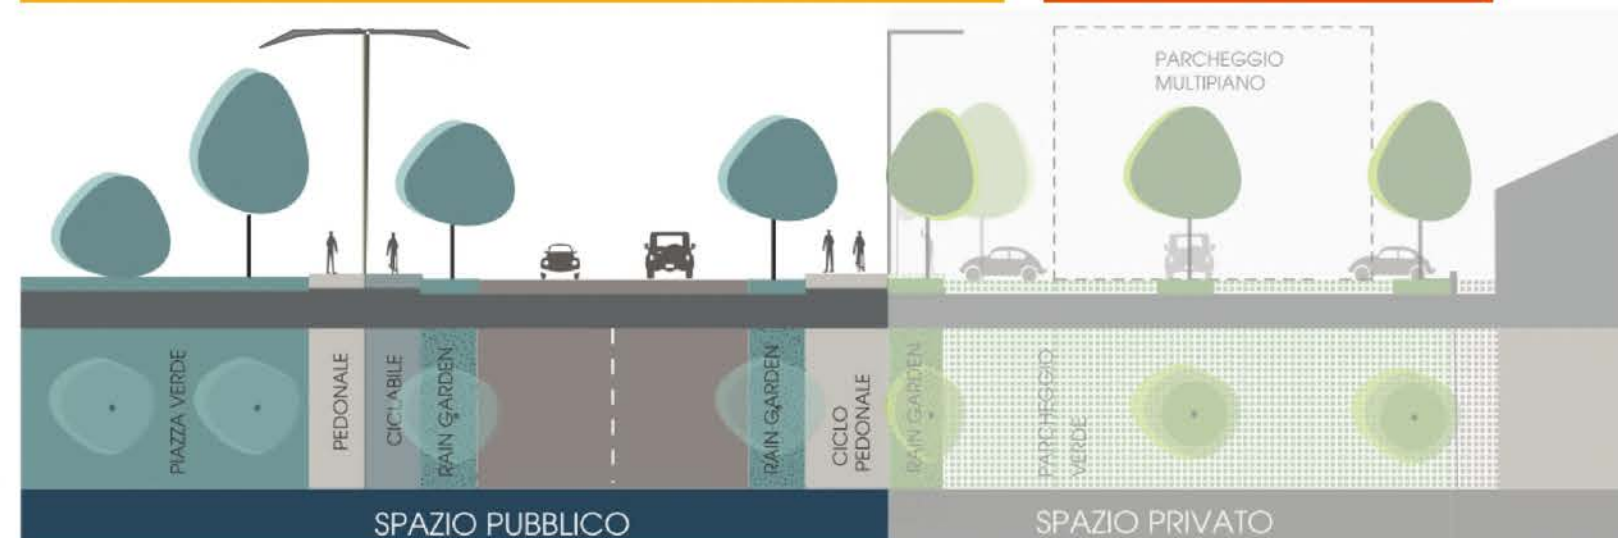 PARCHEGGIO
MULTIPIANO
PIAZZA VERDE
PEDONALE
CICLABILE
RAIN GARDEN
RAIN GARDEN
CICLO
PEDONALE
RAIN GARDEN
PARCHEGGIO
VERDE
SPAZIO PUBBLICO
SPAZIO PRIVATO